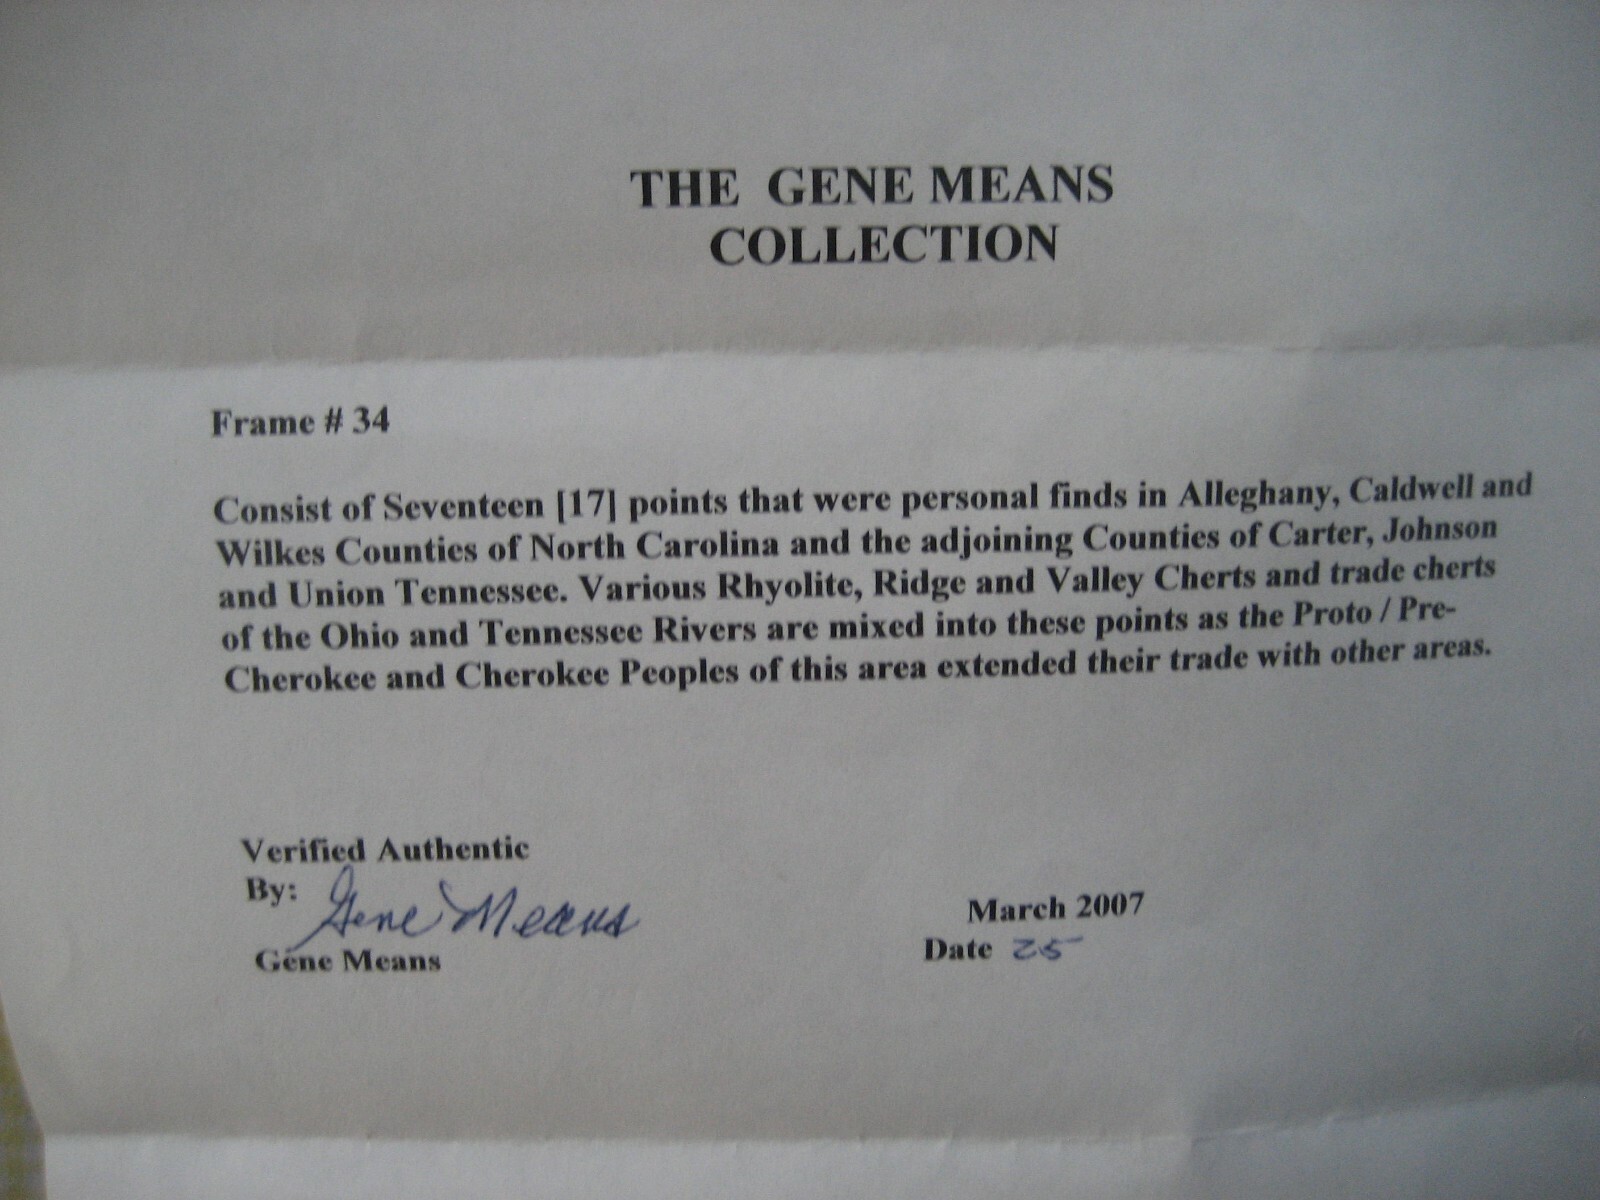 THE GENE MEANS
COLLECTION
Frame # 34
Consist of Seventeen [17] points that were personal finds in Alleghany, Caldwell and
Wilkes Counties of North Carolina and the adjoining Counties of Carter, Johnson
and Union Tennessee. Various Rhyolite, Ridge and Valley Cherts and trade cherts
of the Ohio and Tennessee Rivers are mixed into these points as the Proto / Pre-
Cherokee and Cherokee Peoples of this area extended their trade with other areas.
Verified Authentic
By: Gene Means
Gene Means
March 2007
Date 25